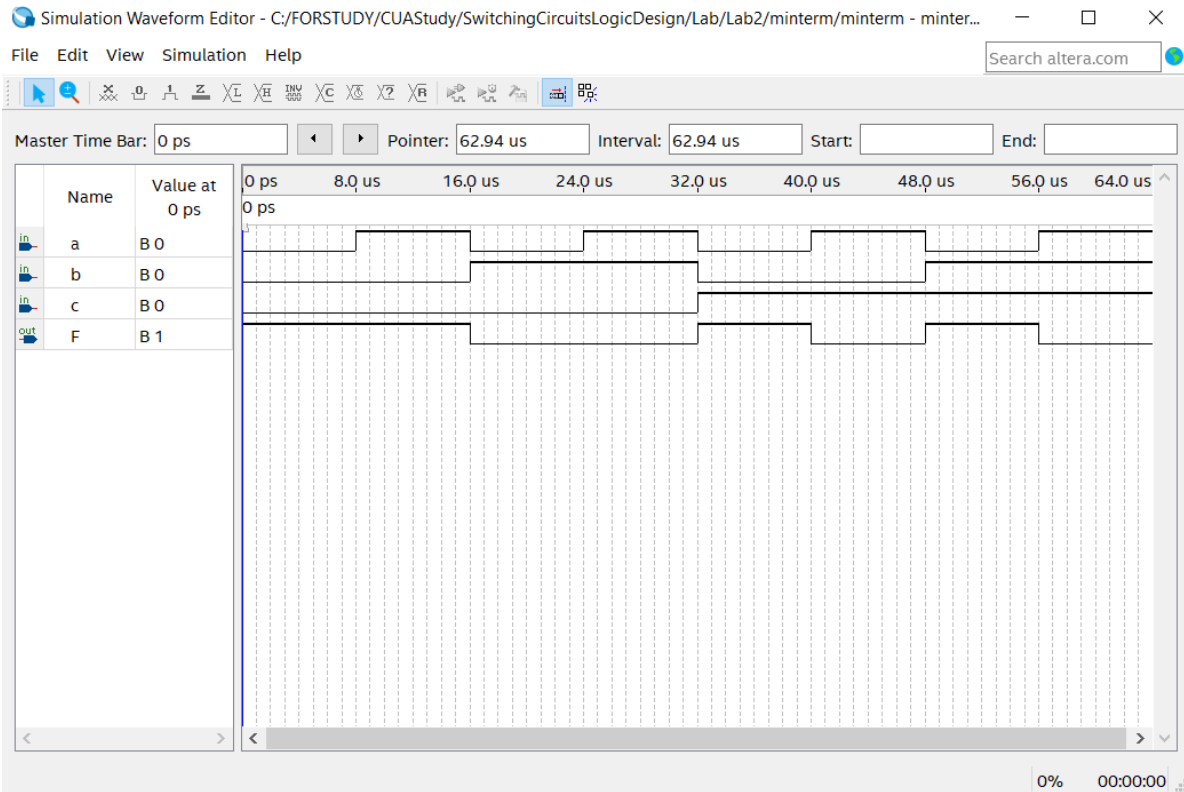 Simulation Waveform Editor - C:/FORSTUDY/CUAStudy/SwitchingCircuitsLogicDesign/Lab/Lab2/minterm/minterm - minter...
File Edit View Simulation Help
Search altera.com
Master Time Bar: 0 ps Pointer: 62.94 us Interval: 62.94 us Start: End:
Name Value at 0 ps
0 ps 8.0 us 16.0 us 24.0 us 32.0 us 40.0 us 48.0 us 56.0 us 64.0 us
0 ps
in a B 0
in b B 0
in c B 0
out F B 1
0% 00:00:00